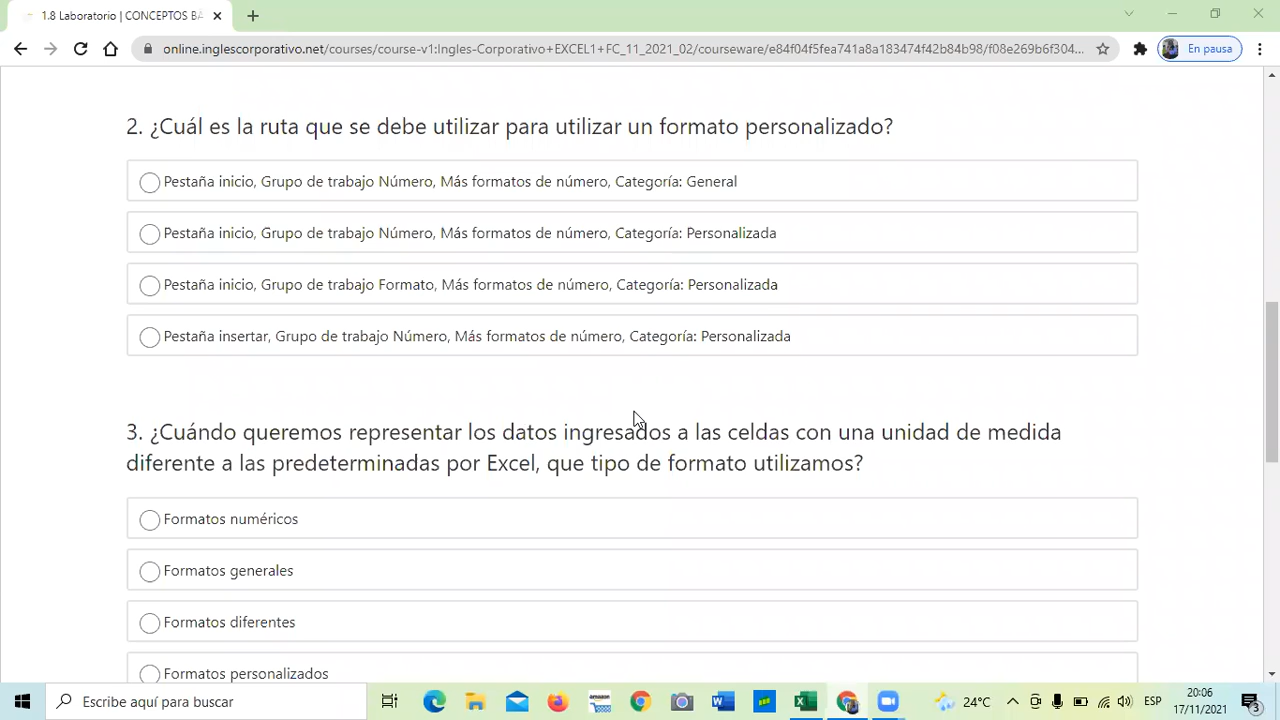 1.8 Laboratorio | CONCEPTOS BÁ
online.inglescorporativo.net/courses/course-v1:Ingles-Corporativo+EXCEL1+FC_11_2021_02/courseware/e84f00f5fea741a8a183474f42b84b98/f08e269b6f304...
En pausa
2. ¿Cuál es la ruta que se debe utilizar para utilizar un formato personalizado?
Pestaña inicio, Grupo de trabajo Número, Más formatos de número, Categoría: General
Pestaña inicio, Grupo de trabajo Número, Más formatos de número, Categoría: Personalizada
Pestaña inicio, Grupo de trabajo Formato, Más formatos de número, Categoría: Personalizada
Pestaña insertar, Grupo de trabajo Número, Más formatos de número, Categoría: Personalizada
3. ¿Cuándo queremos representar los datos ingresados a las celdas con una unidad de medida
diferente a las predeterminadas por Excel, que tipo de formato utilizamos?
Formatos numéricos
Formatos generales
Formatos diferentes
Formatos personalizados
Escribe aquí para buscar
amazon
24°C
ESP
20:06
17/11/2021
3